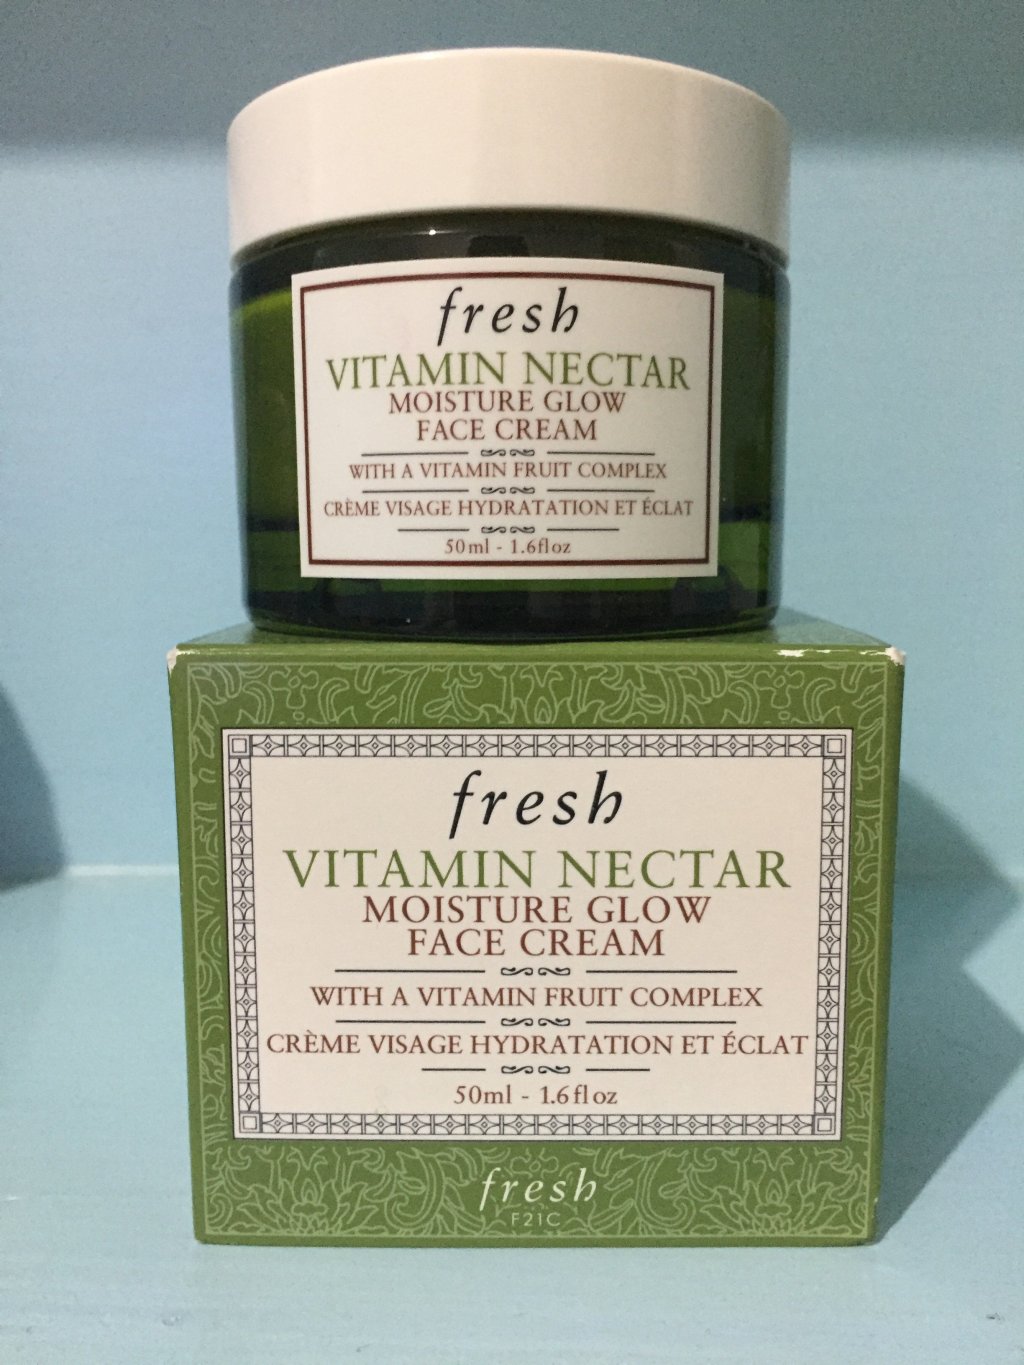 fresh
VITAMIN NECTAR
MOISTURE GLOW
FACE CREAM
WITH A VITAMIN FRUIT COMPLEX
CRÈME VISAGE HYDRATATION ET ÉCLAT
50ml - 1.6fl oz
fresh
VITAMIN NECTAR
MOISTURE GLOW
FACE CREAM
WITH A VITAMIN FRUIT COMPLEX
CRÈME VISAGE HYDRATATION ET ÉCLAT
50ml - 1.6fl oz
fresh
F21C